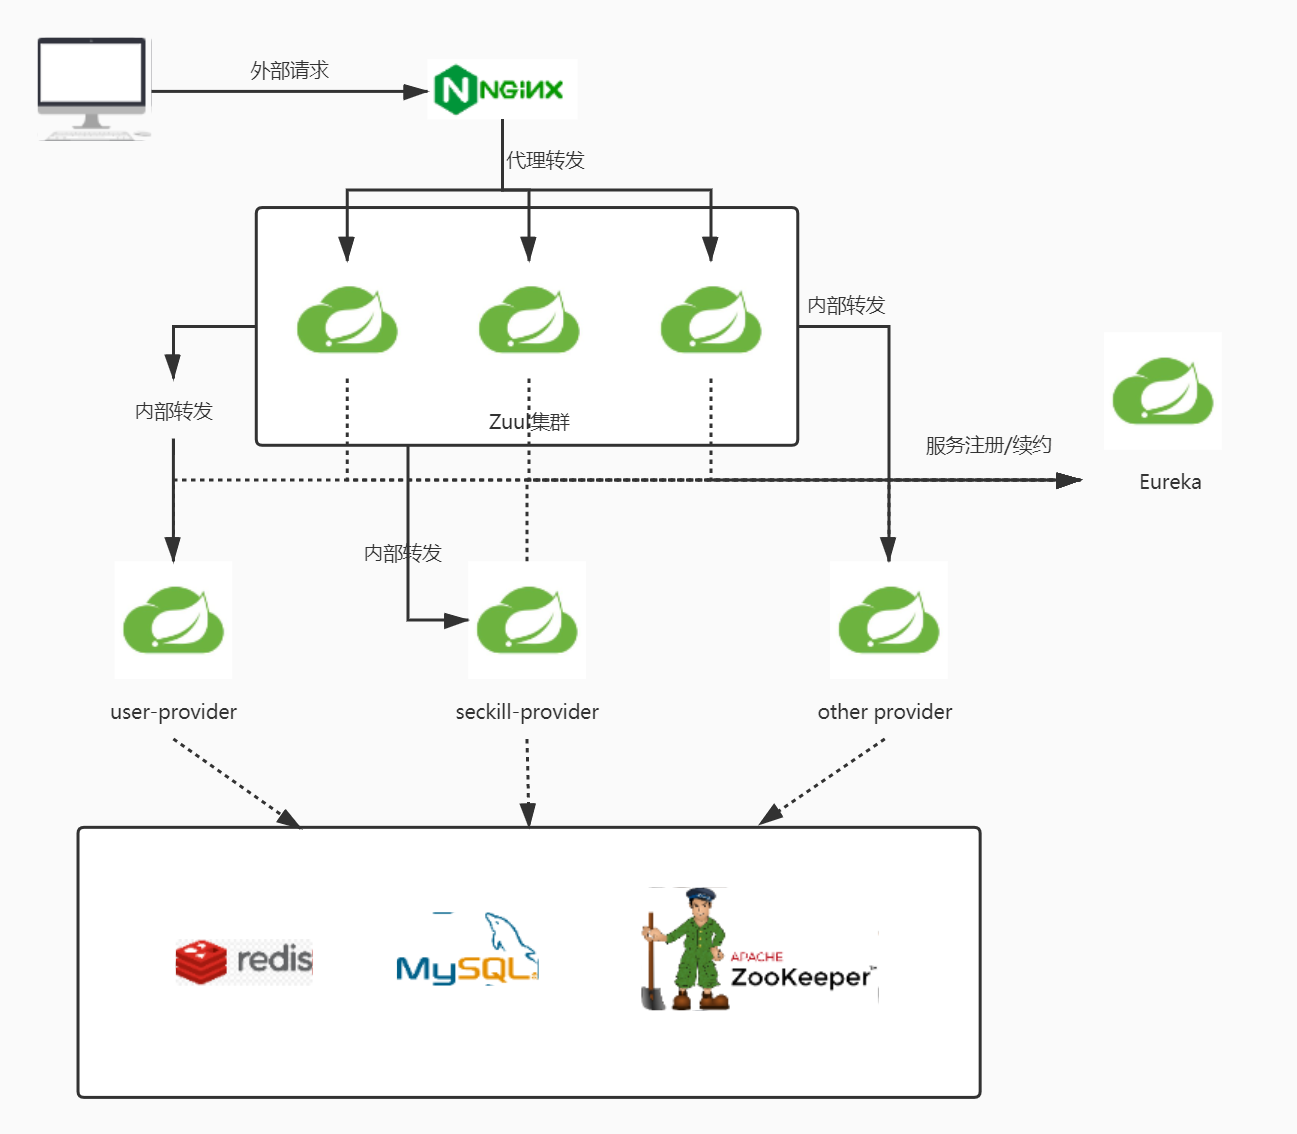 外部请求
NGINX
代理转发
内部转发
内部转发
Zuul集群
服务注册/续约
Eureka
内部转发
user-provider
seckill-provider
other provider
redis
MySQL
APACHE
ZooKeeper